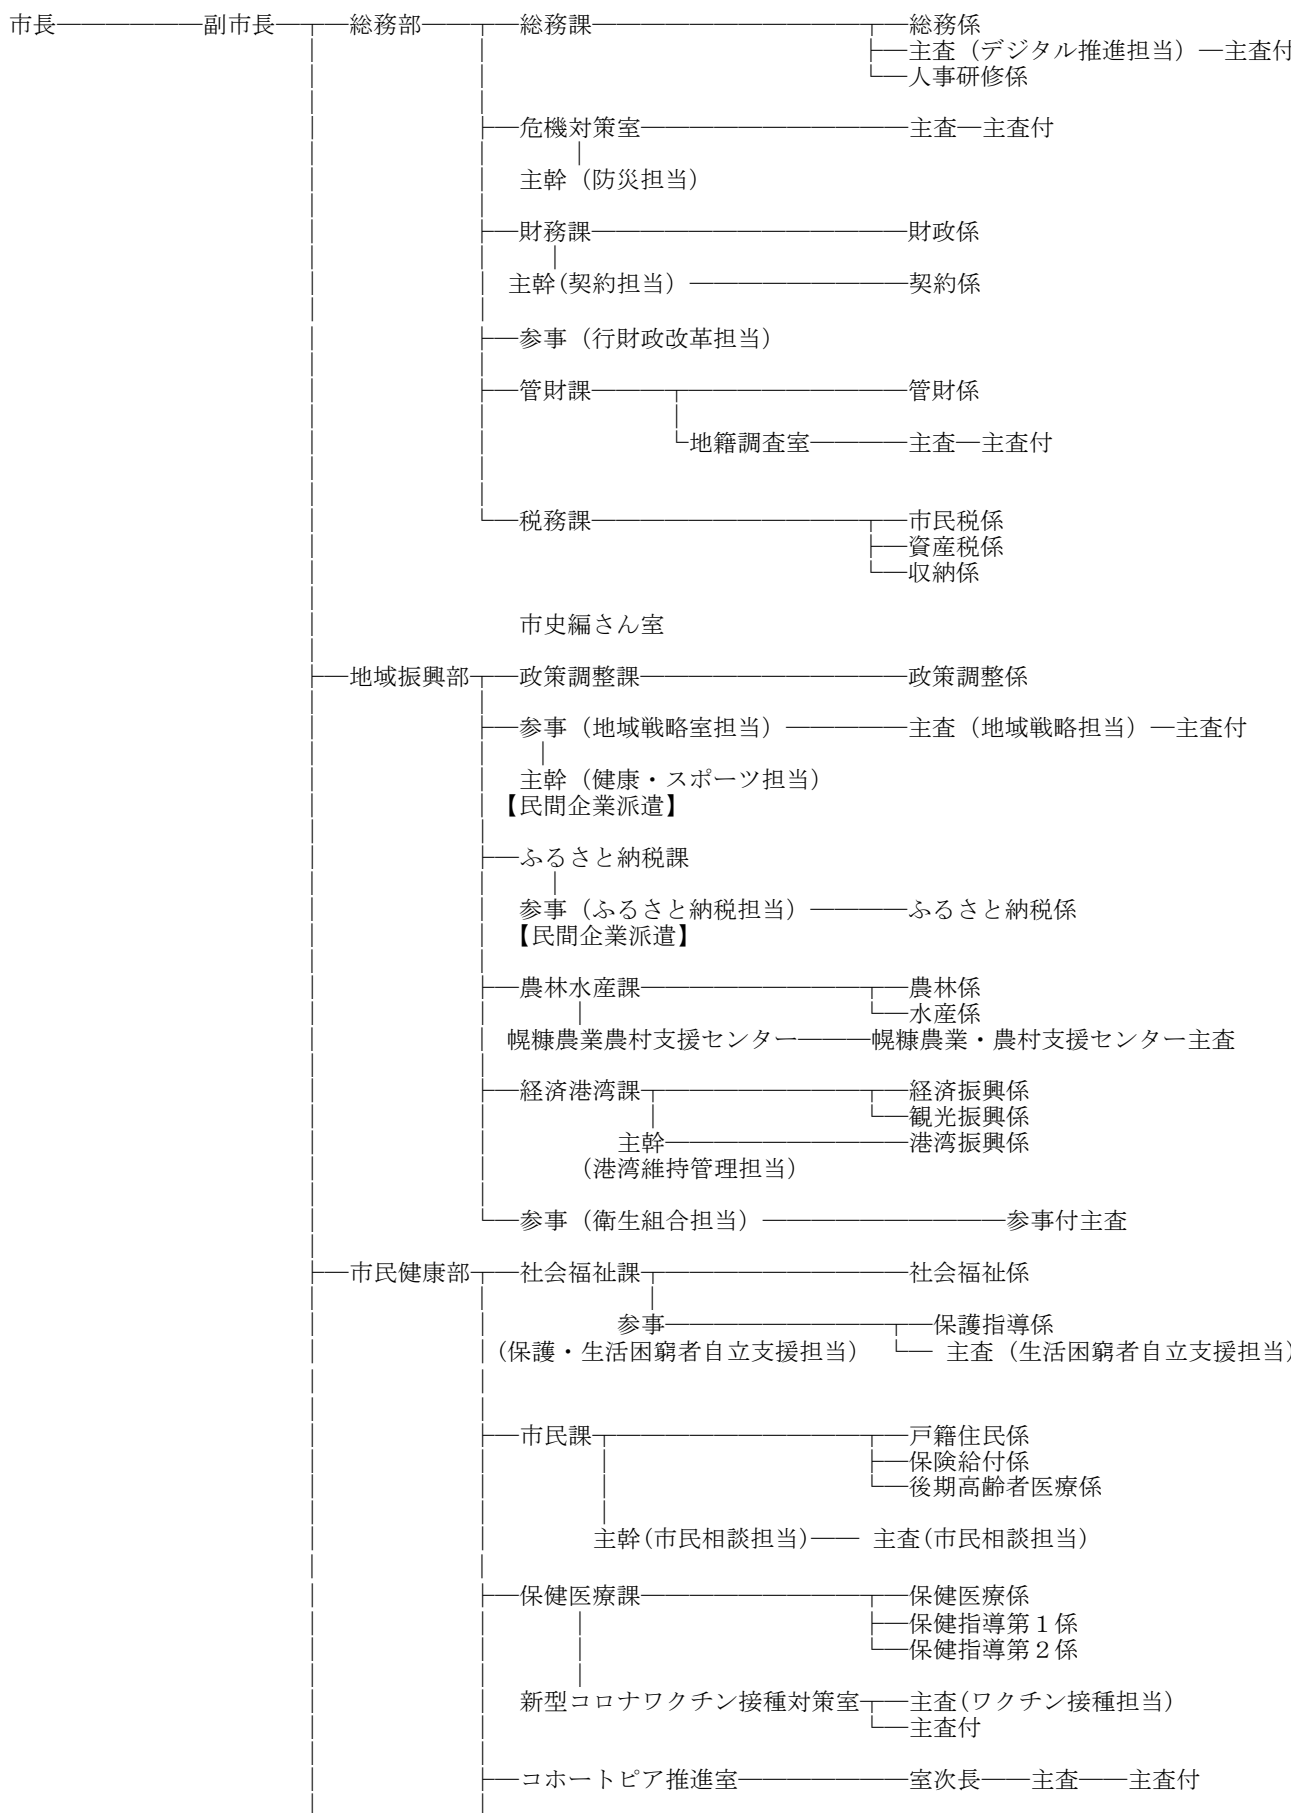 市長 副市長 総務部 総務課 総務係
主査（デジタル推進担当）―主査付
人事研修係
危機対策室 主査―主査付
主幹（防災担当）
財務課 財政係
主幹(契約担当） 契約係
参事（行財政改革担当）
管財課 管財係
地籍調査室 主査―主査付
税務課 市民税係
資産税係
収納係
市史編さん室
地域振興部 政策調整課 政策調整係
参事（地域戦略室担当） 主査（地域戦略担当）―主査付
主幹（健康・スポーツ担当）
【民間企業派遣】
ふるさと納税課
参事（ふるさと納税担当） ふるさと納税係
【民間企業派遣】
農林水産課 農林係
水産係
幌糠農業農村支援センター 幌糠農業・農村支援センター主査
経済港湾課 経済振興係
観光振興係
主幹 港湾振興係
（港湾維持管理担当）
参事（衛生組合担当） 参事付主査
市民健康部 社会福祉課 社会福祉係
参事 保護指導係
(保護・生活困窮者自立支援担当） 主査（生活困窮者自立支援担当）
市民課 戸籍住民係
保険給付係
後期高齢者医療係
主幹(市民相談担当) 主査(市民相談担当）
保健医療課 保健医療係
保健指導第１係
保健指導第２係
新型コロナワクチン接種対策室 主査(ワクチン接種担当）
主査付
コホートピア推進室 室次長――主査――主査付